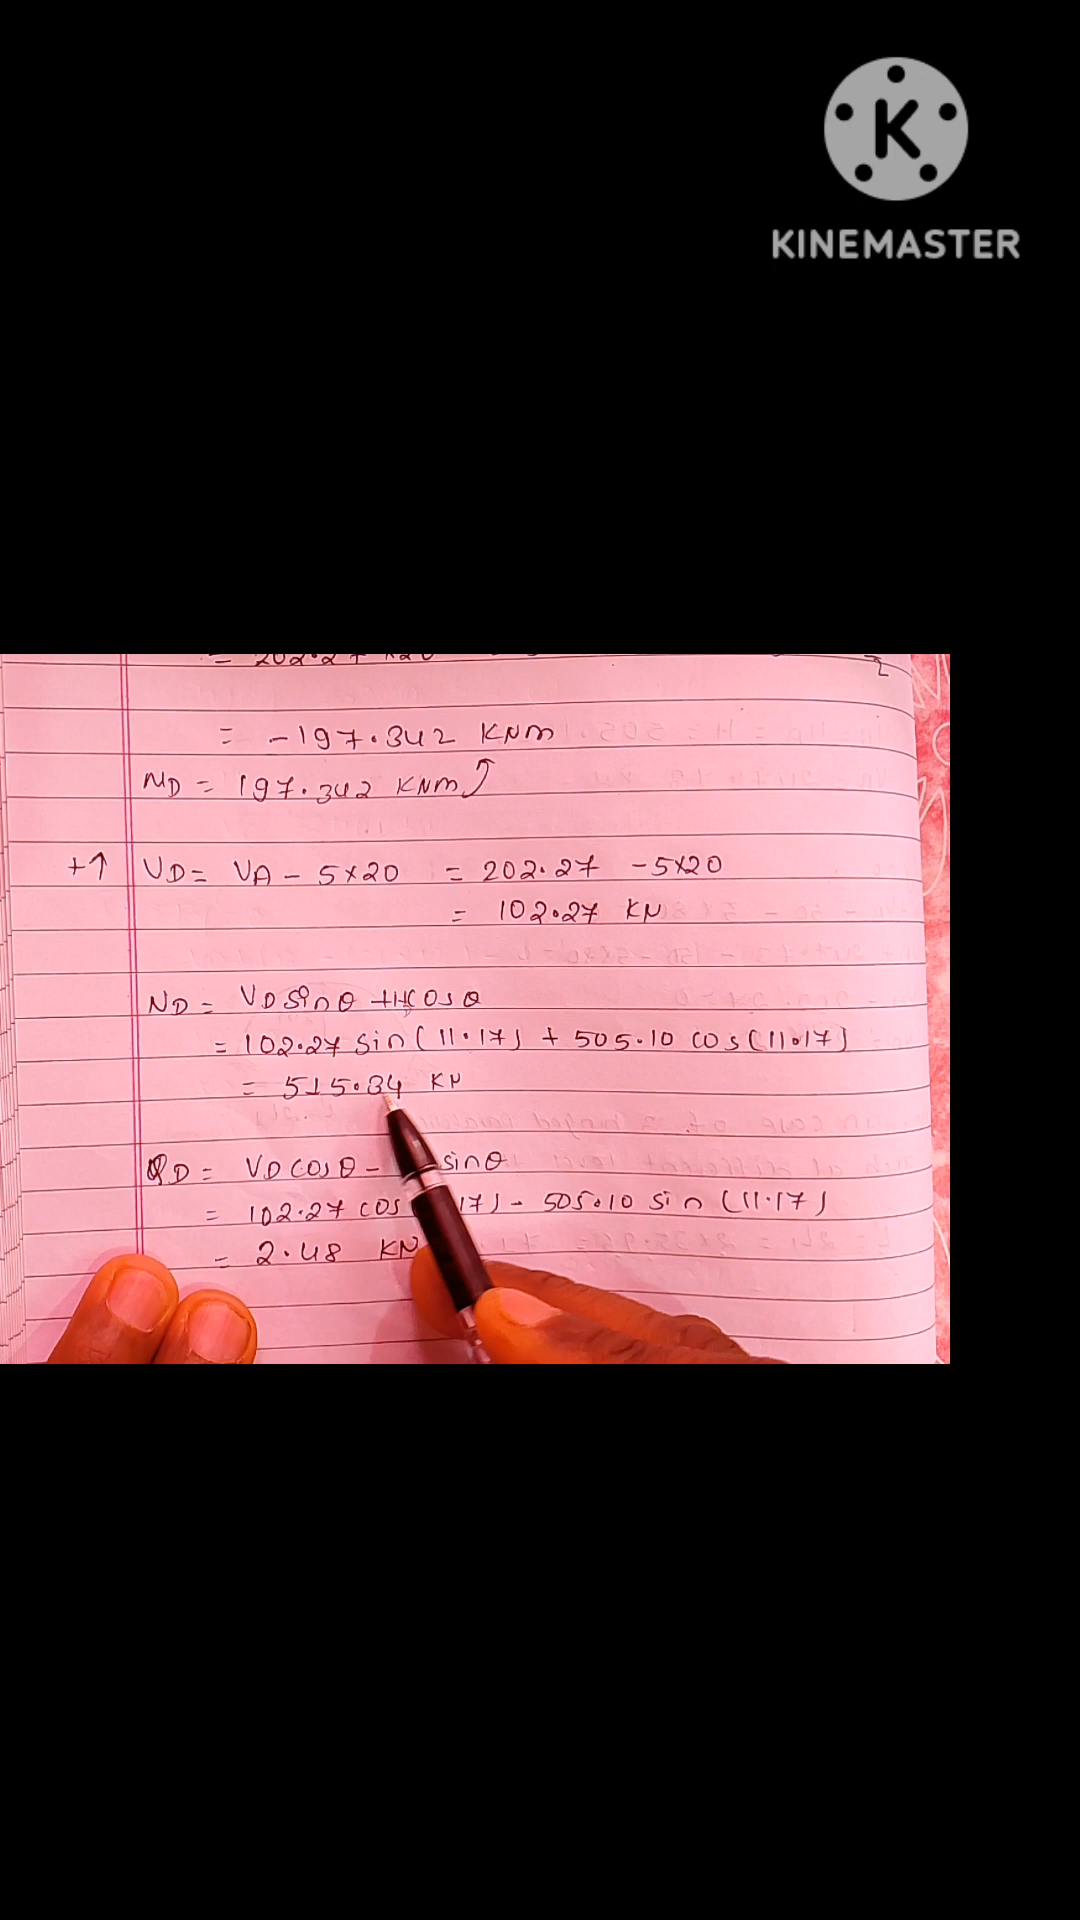 KINEMASTER
= -197.342 KNm
MD = 197.342 KNm
+↑ VD = VA - 5×20 = 202.27 - 5×20
= 102.27 KN
ND = VD sinθ + H cosθ
= 102.27 sin(11.17) + 505.10 cos(11.17)
= 515.34 KN
QD = VD cosθ - sinθ
= 102.27 cos 17) - 505.10 sin (11.17)
= 2.48 KN